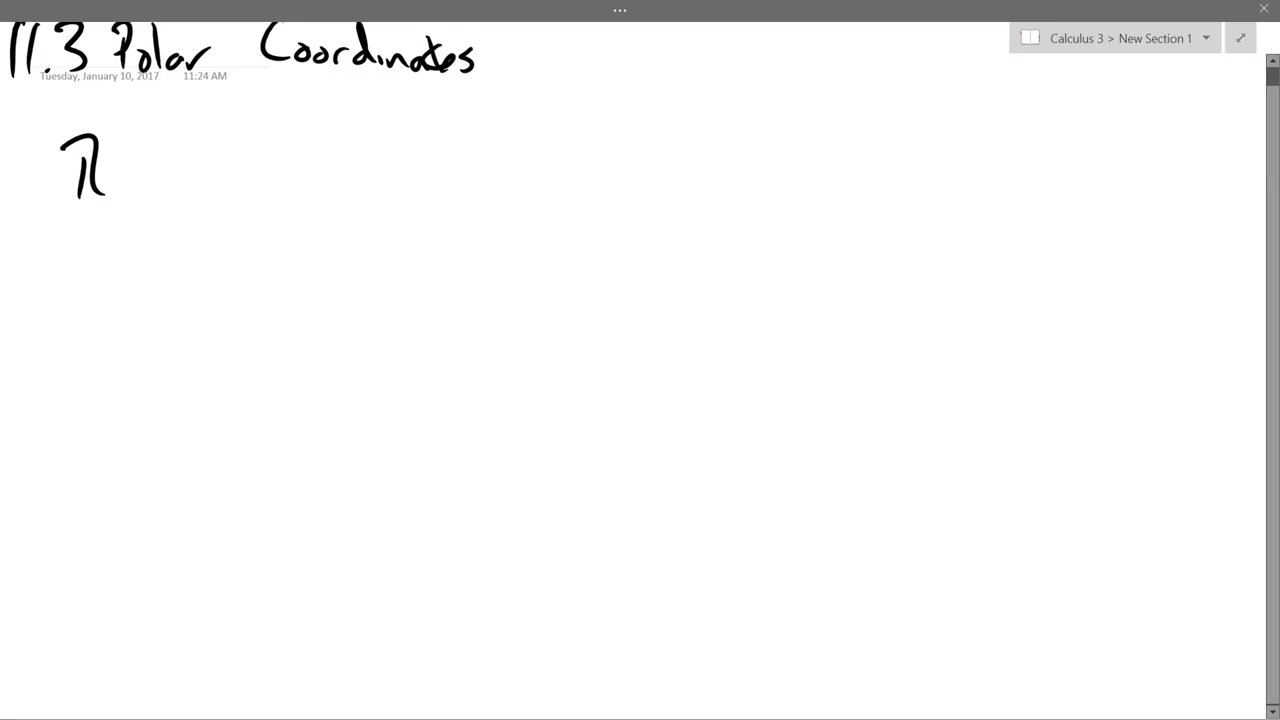 ...
Calculus 3 > New Section 1
11.3 Polar Coordinates
Tuesday, January 10, 2017 11:24 AM
π